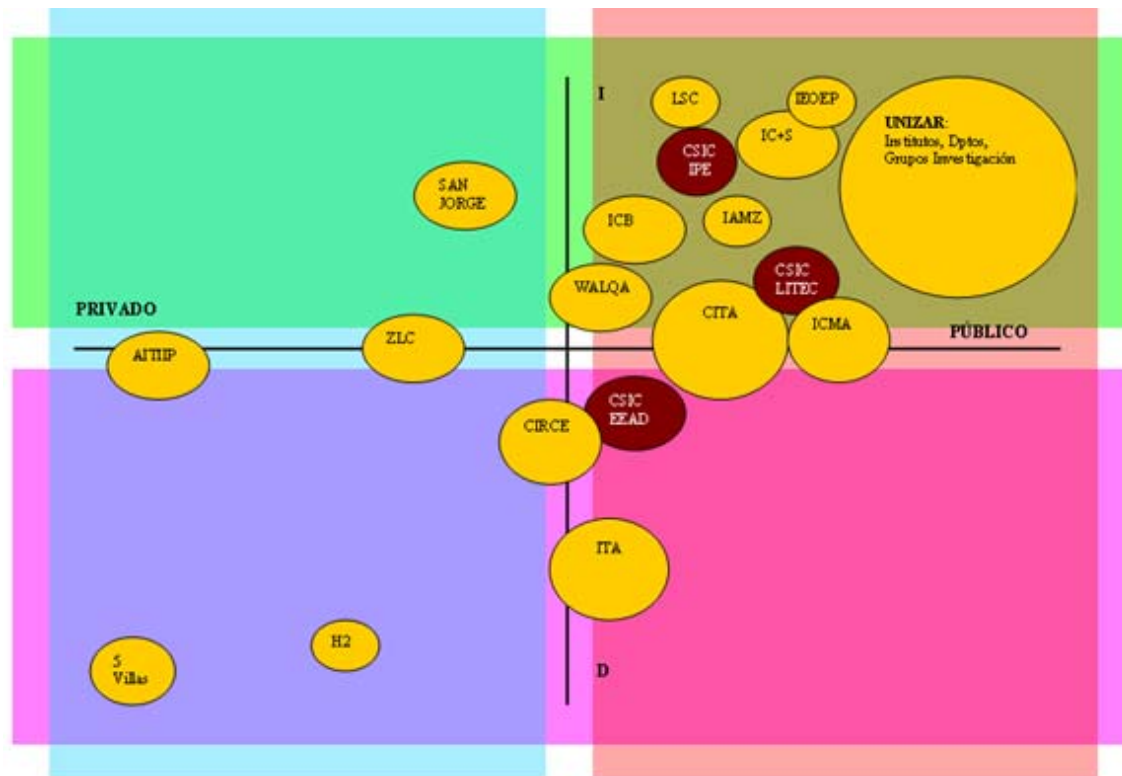 I
LSC
IEOEP
UNIZAR:
Institutos, Dptos,
Grupos Investigación
IC+S
CSIC
IPE
SAN
JORGE
ICB
IAMZ
CSIC
LITEC
WALQA
PRIVADO
CITA
ICMA
PÚBLICO
ZLC
AITIIP
CSIC
EEAD
CIRCE
ITA
H2
5
Villas
D